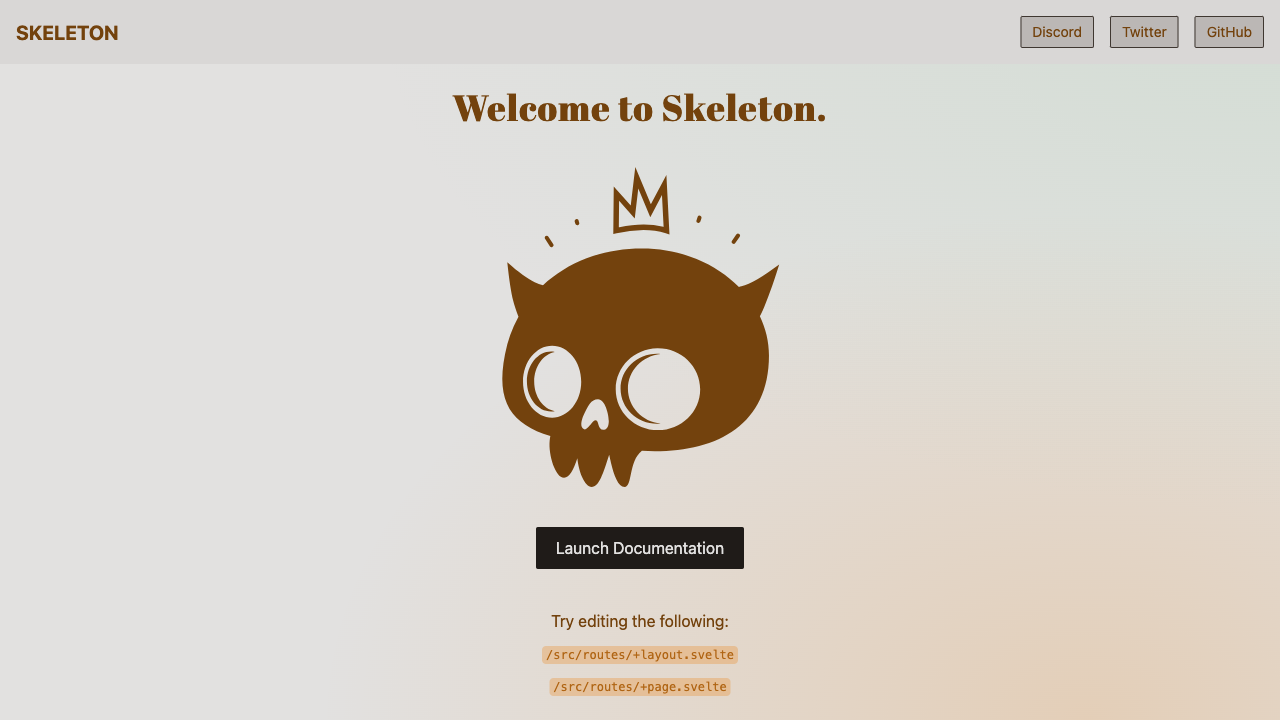 SKELETON
Discord
Twitter
GitHub
Welcome to Skeleton.
Launch Documentation
Try editing the following:
/src/routes/+layout.svelte
/src/routes/+page.svelte